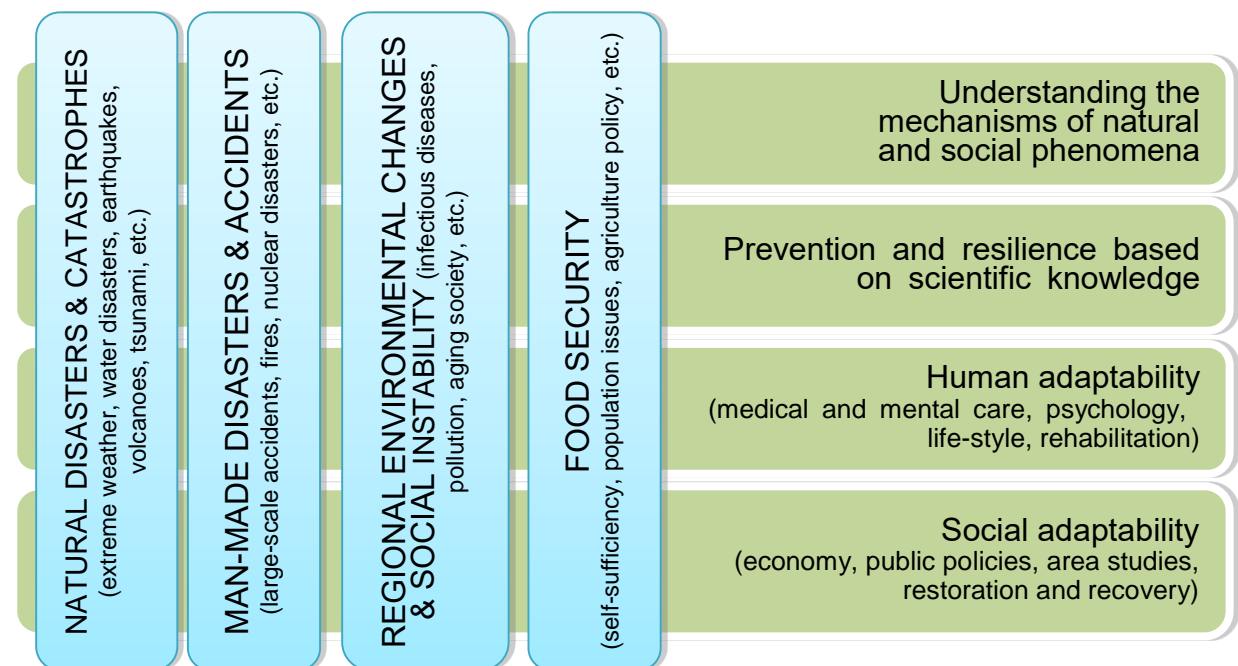 NATURAL DISASTERS & CATASTROPHES
(extreme weather, water disasters, earthquakes,
volcanoes, tsunami, etc.)
MAN-MADE DISASTERS & ACCIDENTS
(large-scale accidents, fires, nuclear disasters, etc.)
REGIONAL ENVIRONMENTAL CHANGES
& SOCIAL INSTABILITY (infectious diseases,
pollution, aging society, etc.)
FOOD SECURITY
(self-sufficiency, population issues, agriculture policy, etc.)
Understanding the
mechanisms of natural
and social phenomena
Prevention and resilience based
on scientific knowledge
Human adaptability
(medical and mental care, psychology,
life-style, rehabilitation)
Social adaptability
(economy, public policies, area studies,
restoration and recovery)